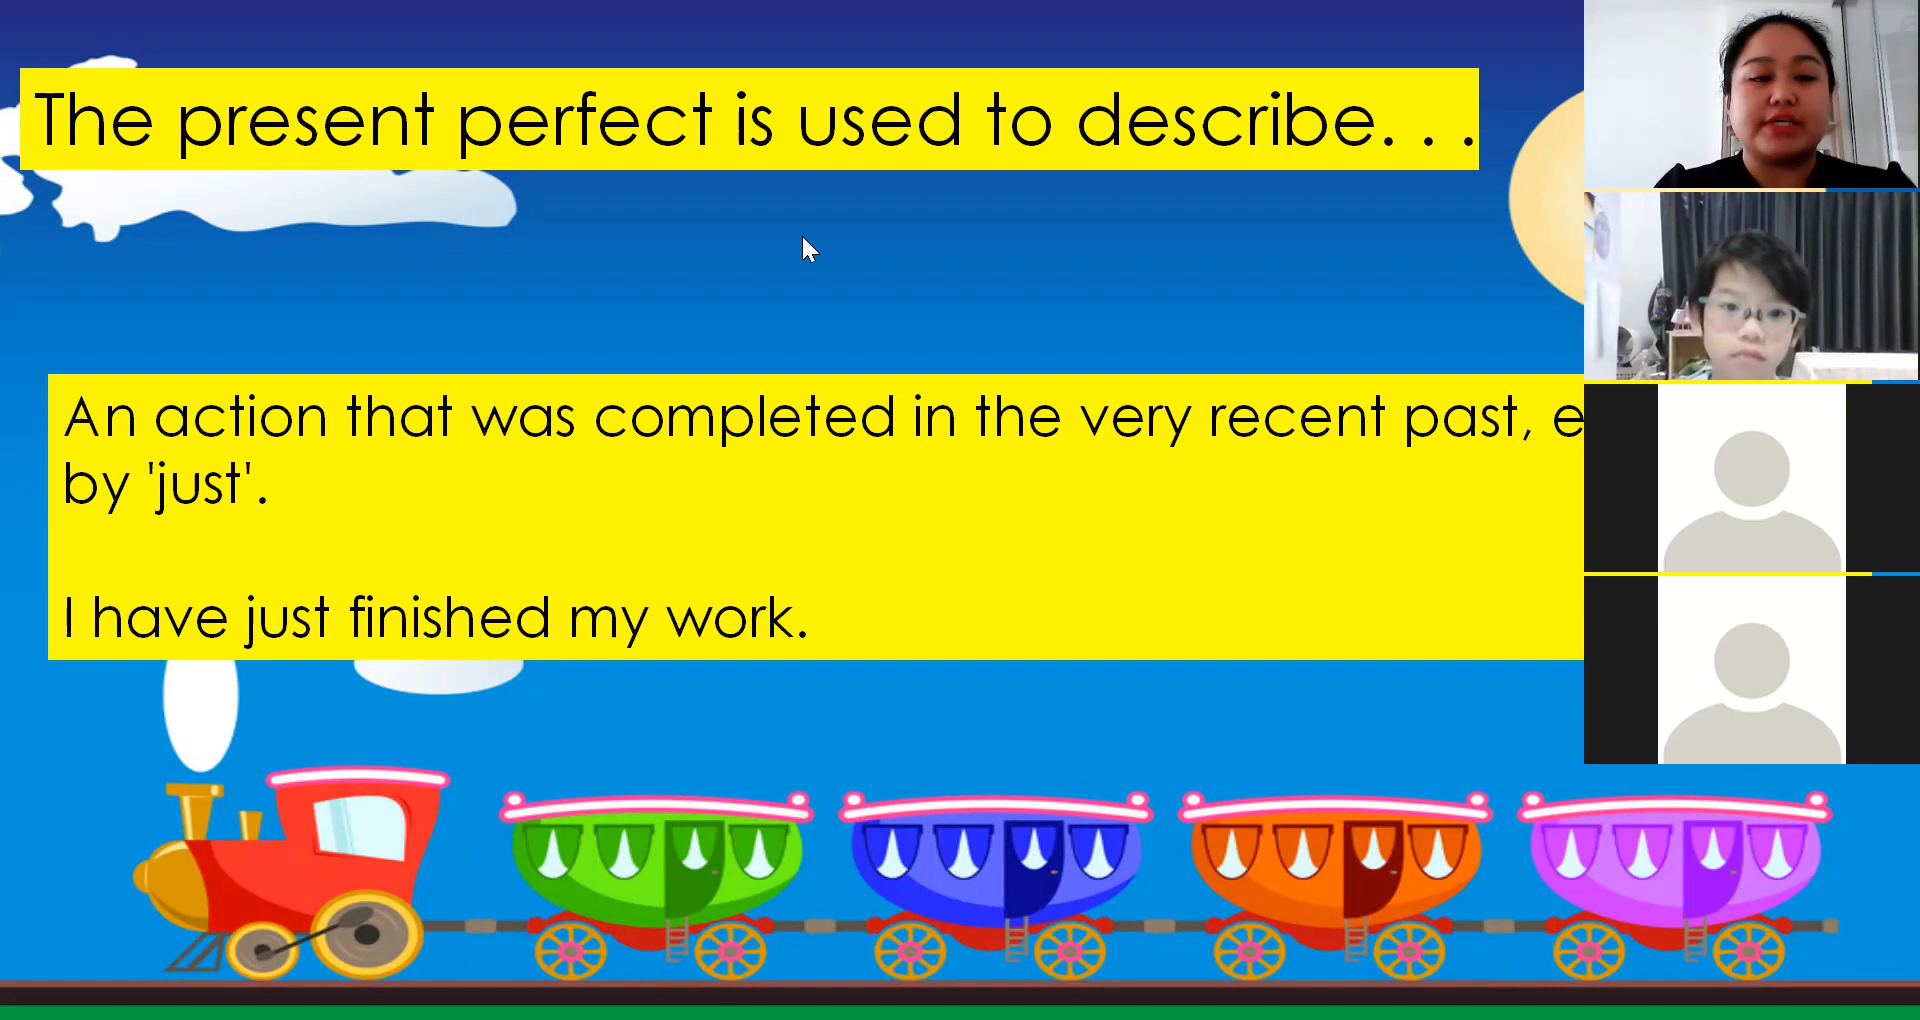 The present perfect is used to describe. . .
An action that was completed in the very recent past,
by 'just'.
I have just finished my work.